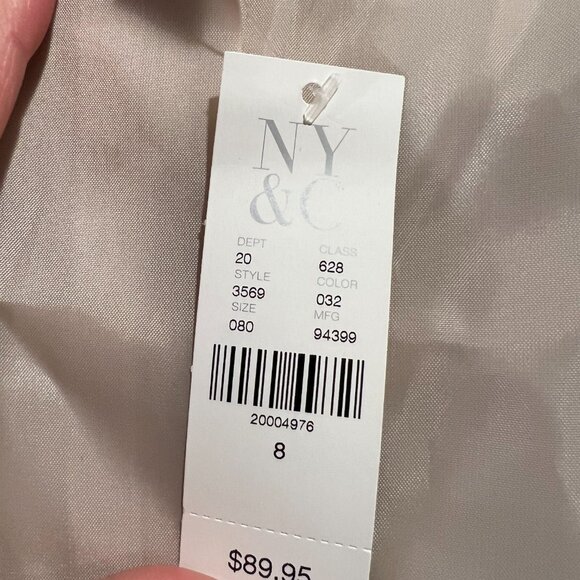 NY
&C
DEPT CLASS
20 628
STYLE COLOR
3569 032
SIZE MFG
080 94399
20004976
8
$89.95